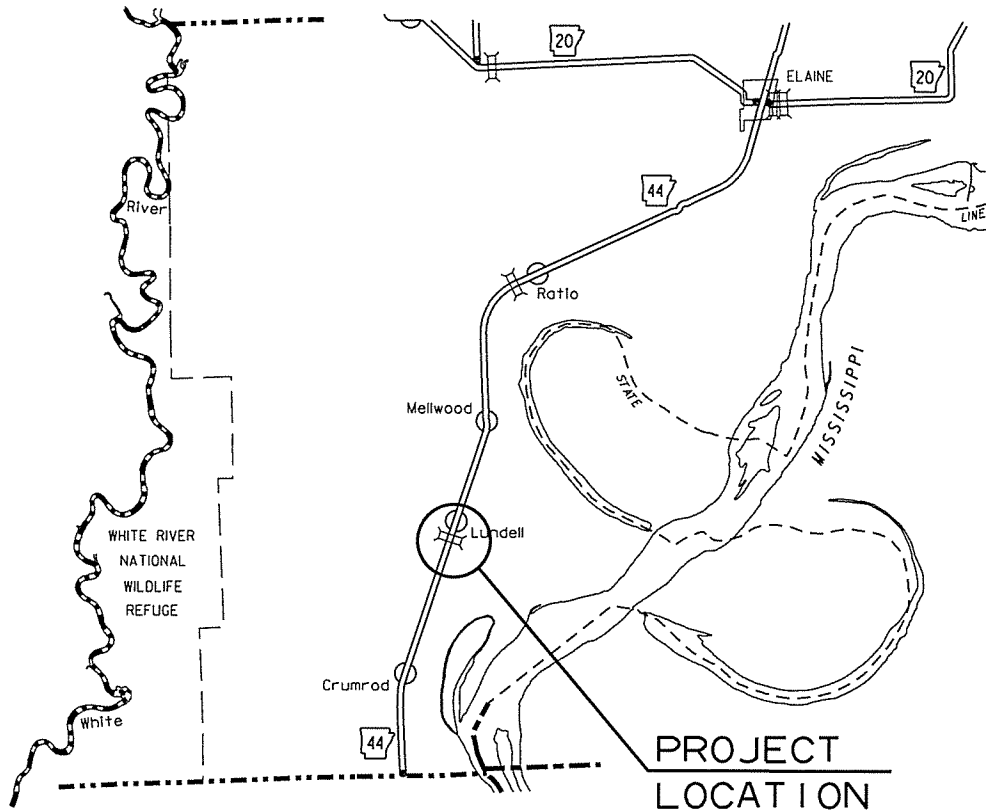 20
ELAINE
20
River
44
LINE
Ratio
STATE
Mellwood
MISSISSIPPI
Lundell
WHITE RIVER
NATIONAL
WILDLIFE
REFUGE
Crumrod
White
44
PROJECT
LOCATION